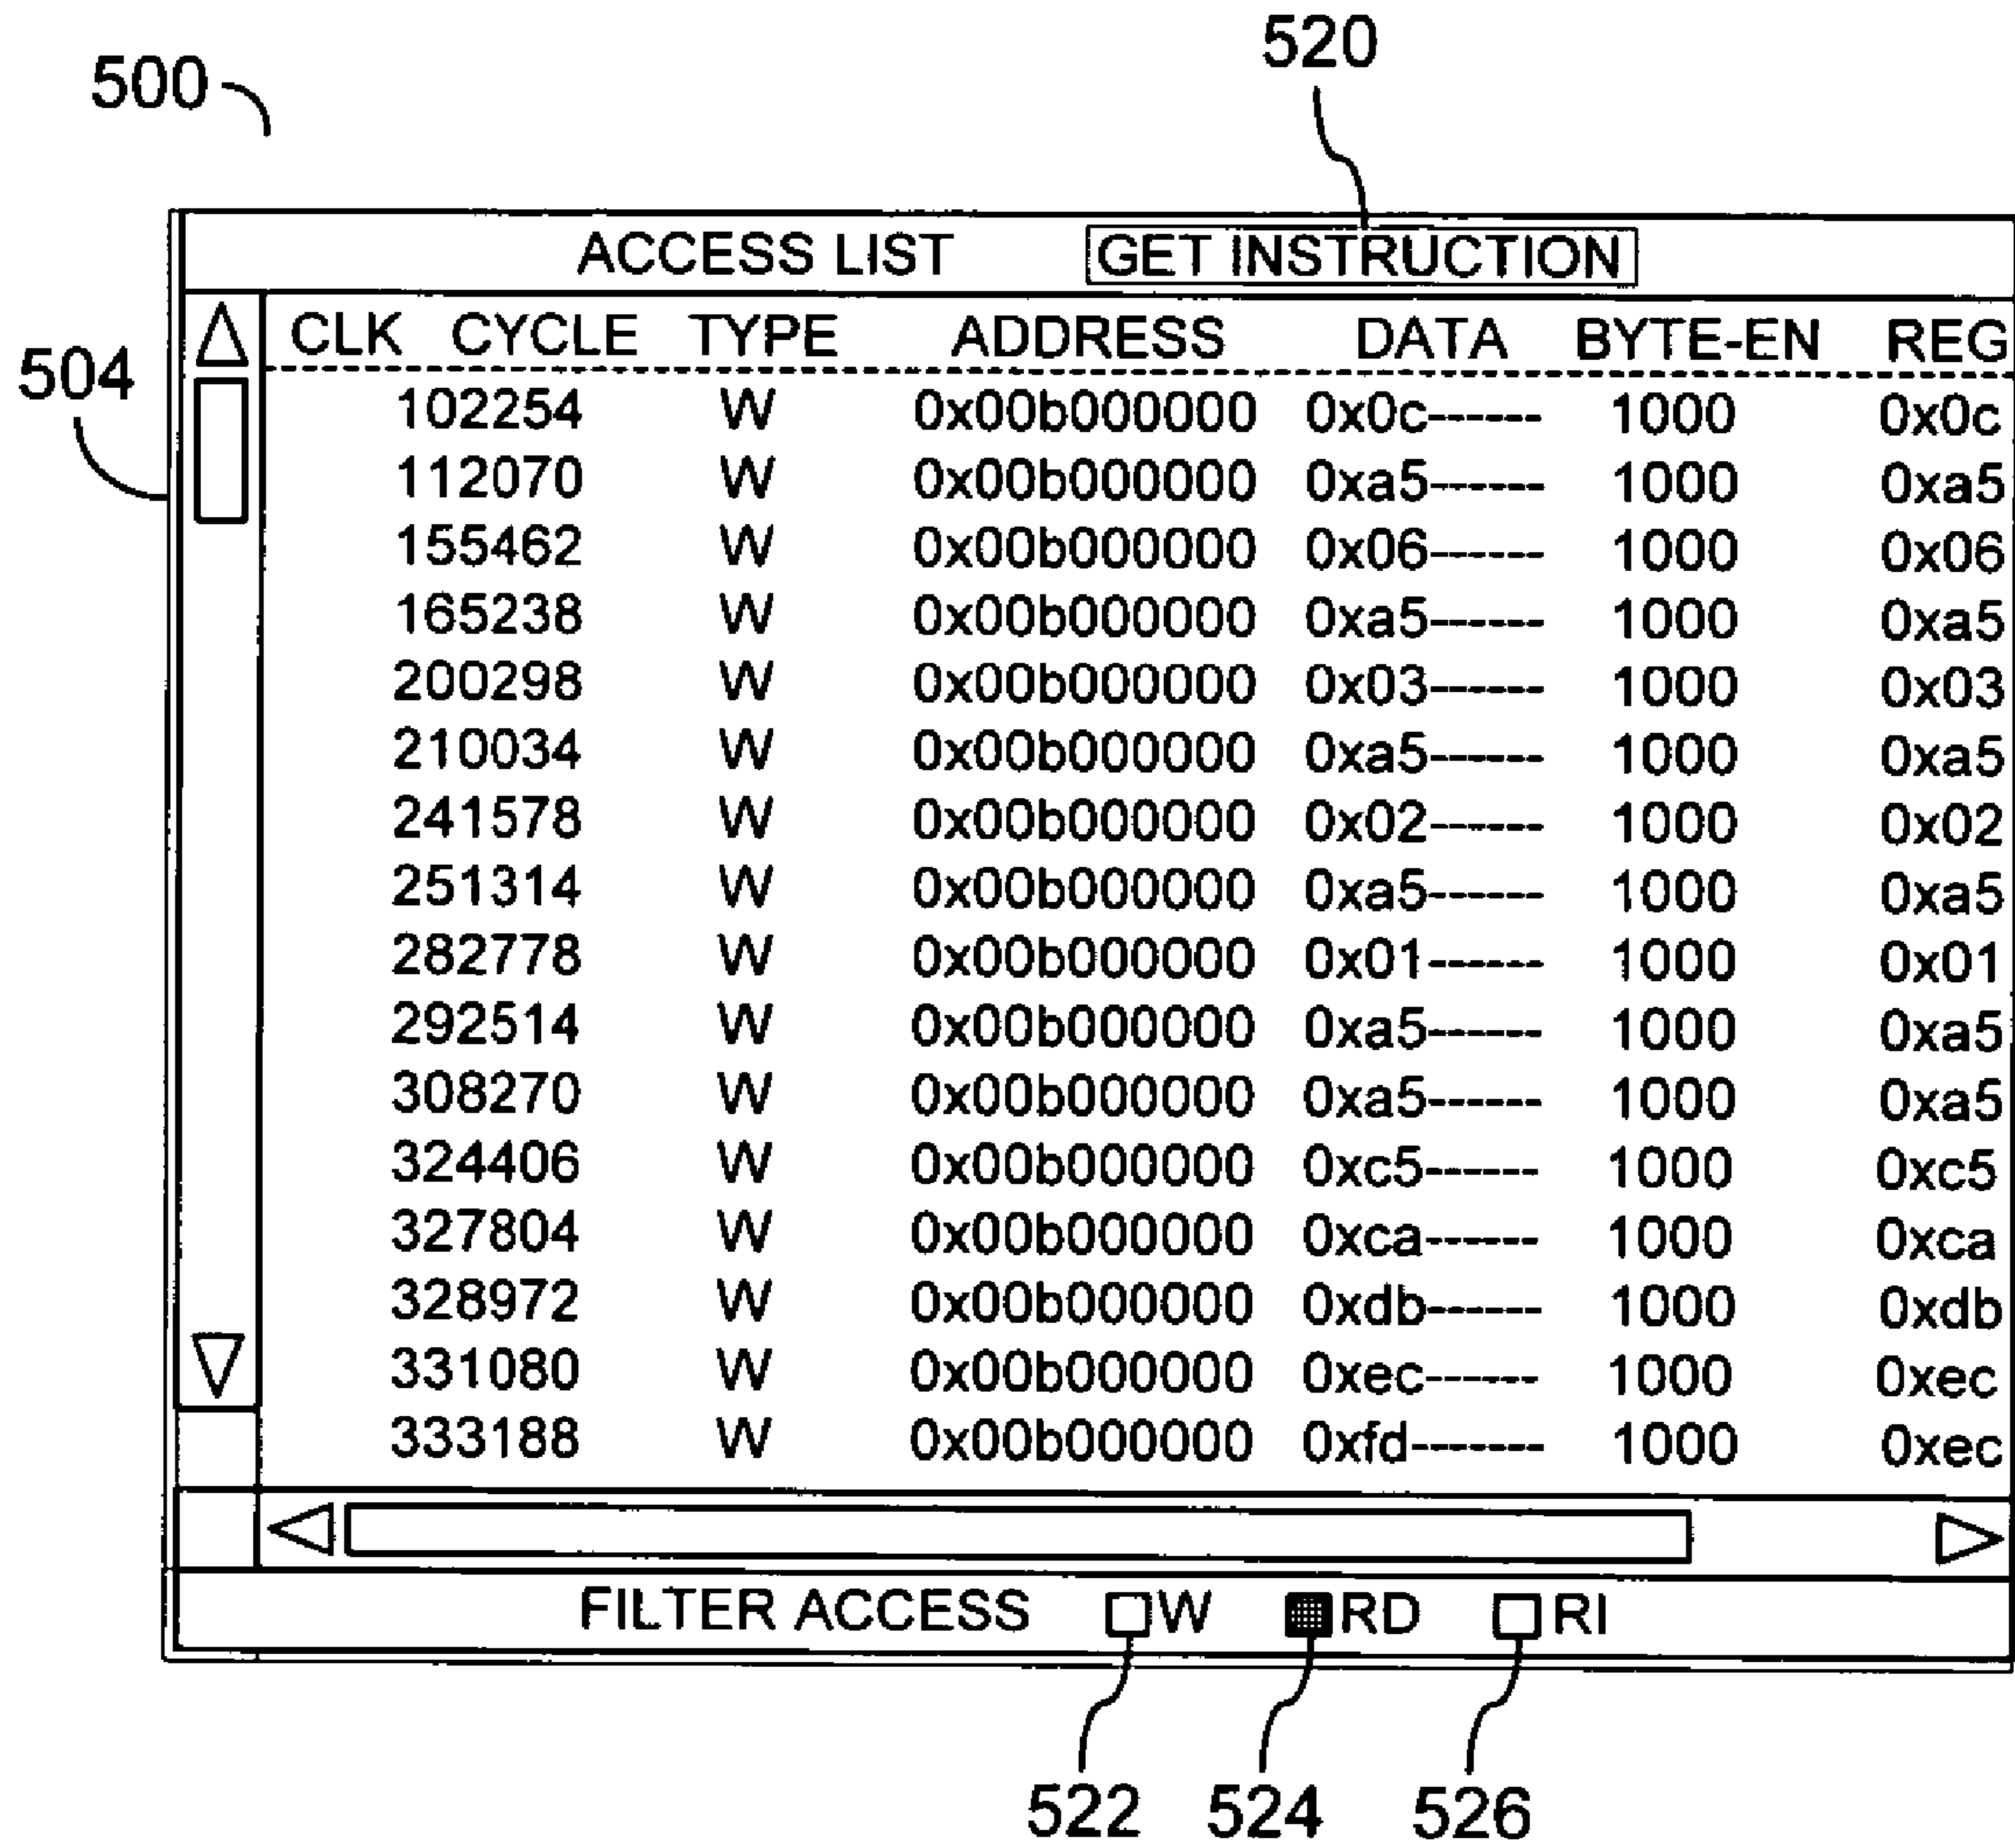 520
500
ACCESS LIST GET INSTRUCTION
CLK CYCLE TYPE ADDRESS DATA BYTE-EN REG
504
102254 W 0x00b000000 0x0c------ 1000 0x0c
112070 W 0x00b000000 0xa5------ 1000 0xa5
155462 W 0x00b000000 0x06------ 1000 0x06
165238 W 0x00b000000 0xa5------ 1000 0xa5
200298 W 0x00b000000 0x03------ 1000 0x03
210034 W 0x00b000000 0xa5------ 1000 0xa5
241578 W 0x00b000000 0x02------ 1000 0x02
251314 W 0x00b000000 0xa5------ 1000 0xa5
282778 W 0x00b000000 0x01------ 1000 0x01
292514 W 0x00b000000 0xa5------ 1000 0xa5
308270 W 0x00b000000 0xa5------ 1000 0xa5
324406 W 0x00b000000 0xc5------ 1000 0xc5
327804 W 0x00b000000 0xca------ 1000 0xca
328972 W 0x00b000000 0xdb------ 1000 0xdb
331080 W 0x00b000000 0xec------ 1000 0xec
333188 W 0x00b000000 0xfd------- 1000 0xec
FILTER ACCESS W RD RI
522 524 526